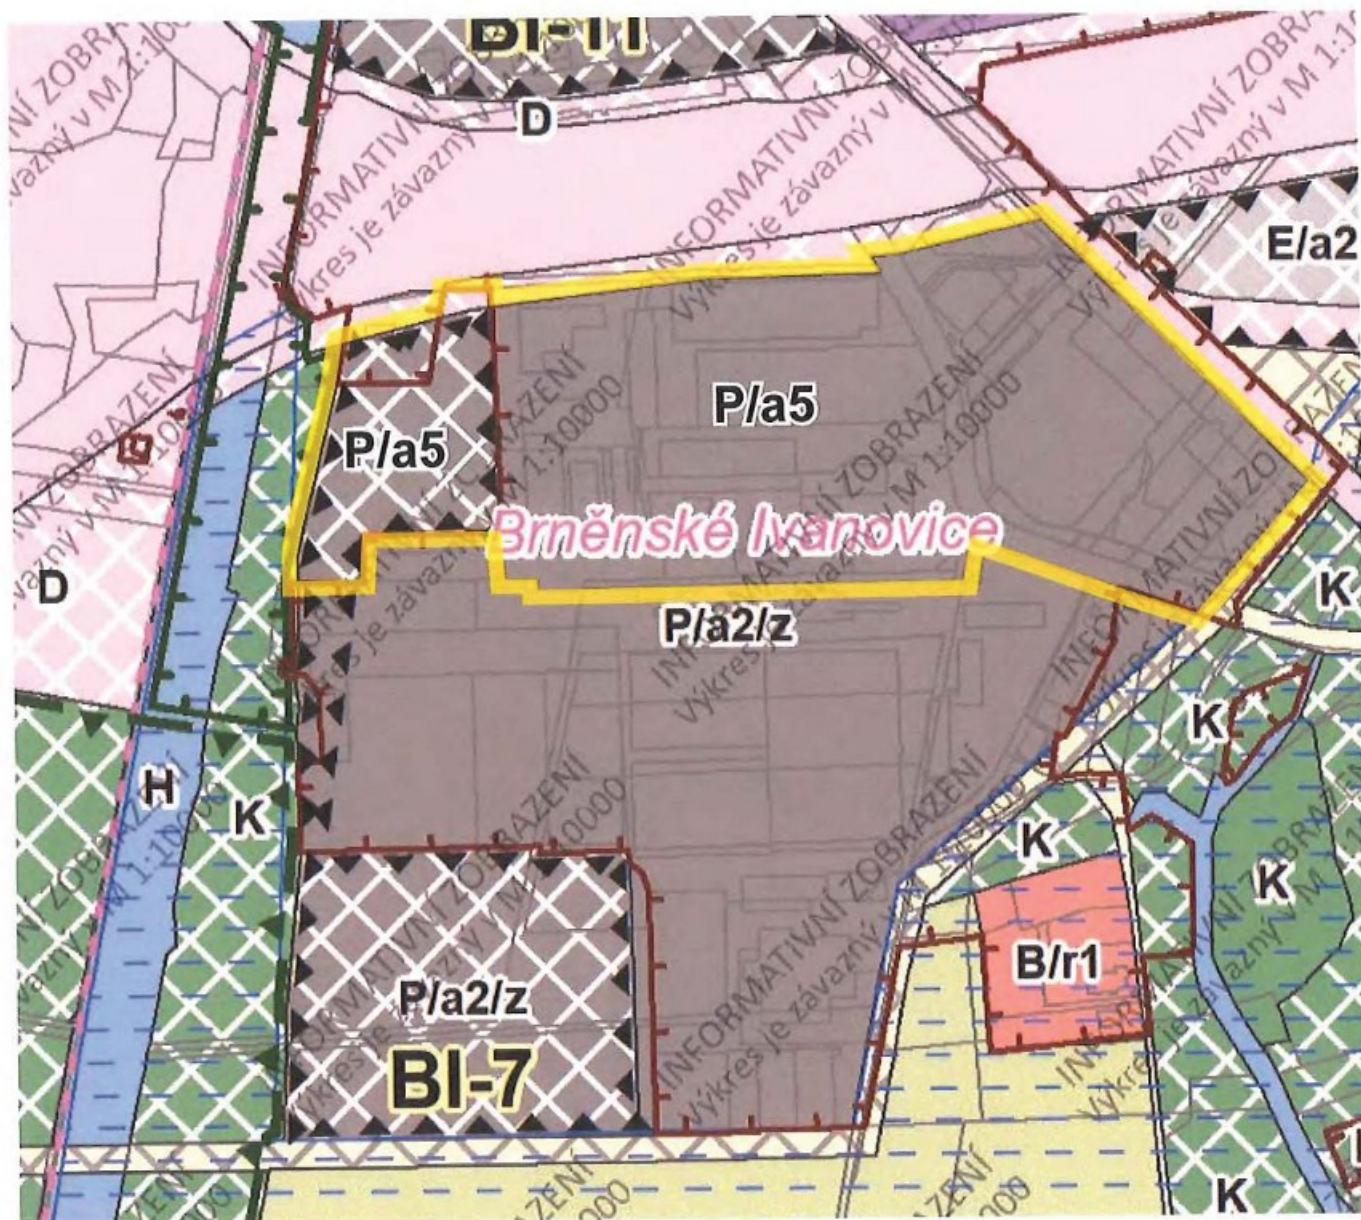 BI-11
D
INFORMATIVNÍ ZOBRAZENÍ
Výkres je závazný v M 1:10000
E/a2
P/a5
P/a5
Brněnské Ivanovice
D
K
P/a2/z
K
H
K
K
K
B/r1
P/a2/z
BI-7
K